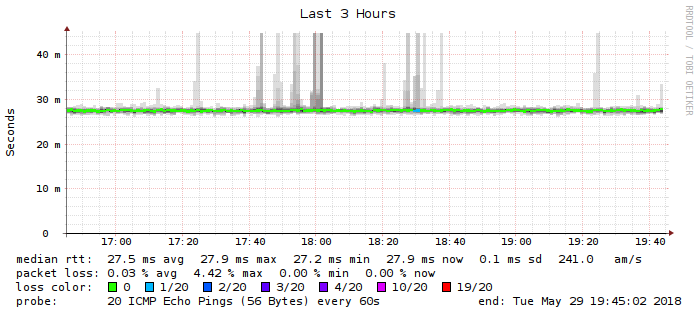 Last 3 Hours
RRDTOOL / TOBI OETIKER
Seconds
40 m
30 m
20 m
10 m
0
17:00 17:20 17:40 18:00 18:20 18:40 19:00 19:20 19:40
median rtt: 27.5 ms avg 27.9 ms max 27.2 ms min 27.9 ms now 0.1 ms sd 241.0 am/s
packet loss: 0.03 % avg 4.42 % max 0.00 % min 0.00 % now
loss color: 0 1/20 2/20 3/20 4/20 10/20 19/20
probe: 20 ICMP Echo Pings (56 Bytes) every 60s end: Tue May 29 19:45:02 2018